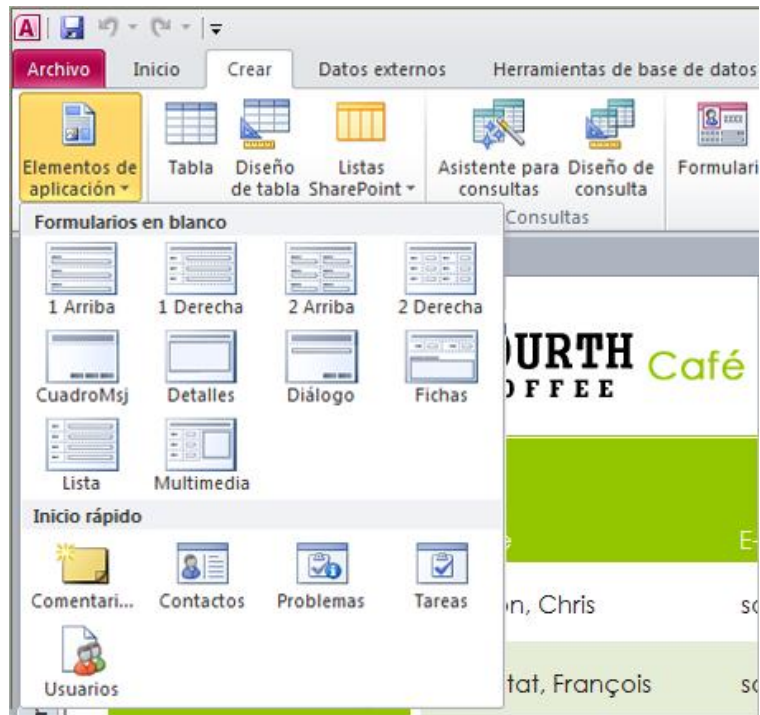 Archivo Inicio Crear Datos externos Herramientas de base de datos
Elementos de aplicación
Tabla
Diseño de tabla
Listas SharePoint
Asistente para consultas
Diseño de consulta
Formulari
Consultas
Formularios en blanco
1 Arriba 1 Derecha 2 Arriba 2 Derecha
CuadroMsj Detalles Diálogo Fichas
Lista Multimedia
Inicio rápido
Comentari... Contactos Problemas Tareas
Usuarios
URTH Café
OFFEE
E-
on, Chris
tat, François